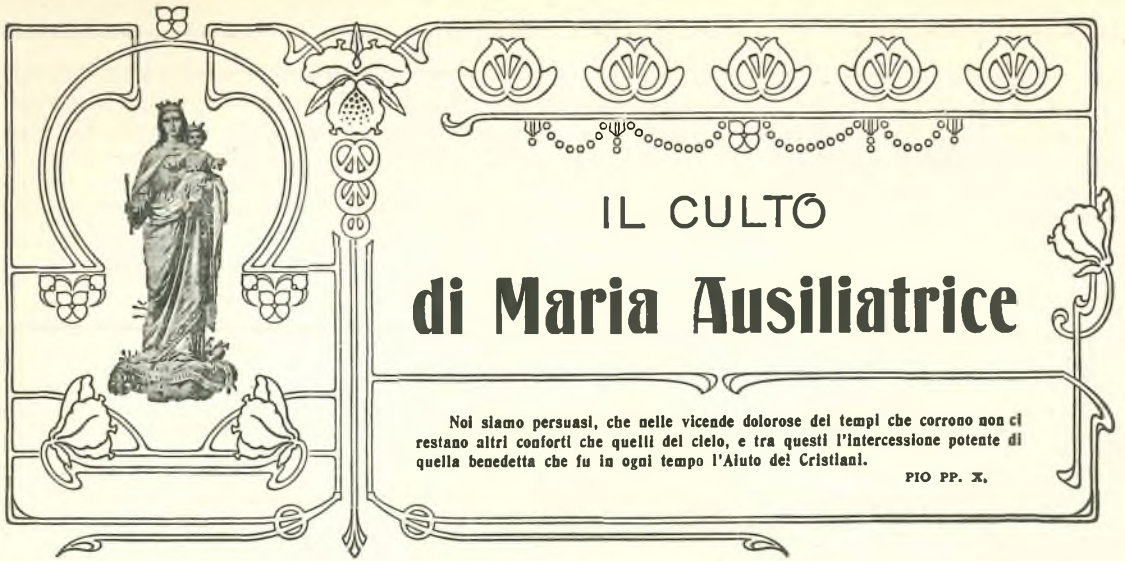 IL CULTO
di Maria Ausiliatrice
Noi siamo persuasi, che nelle vicende dolorose dei tempi che corrono non ci
restano altri conforti che quelli del cielo, e tra questi l'intercessione potente di
quella benedetta che fu in ogni tempo l'Aiuto dei Cristiani.
PIO PP. X.